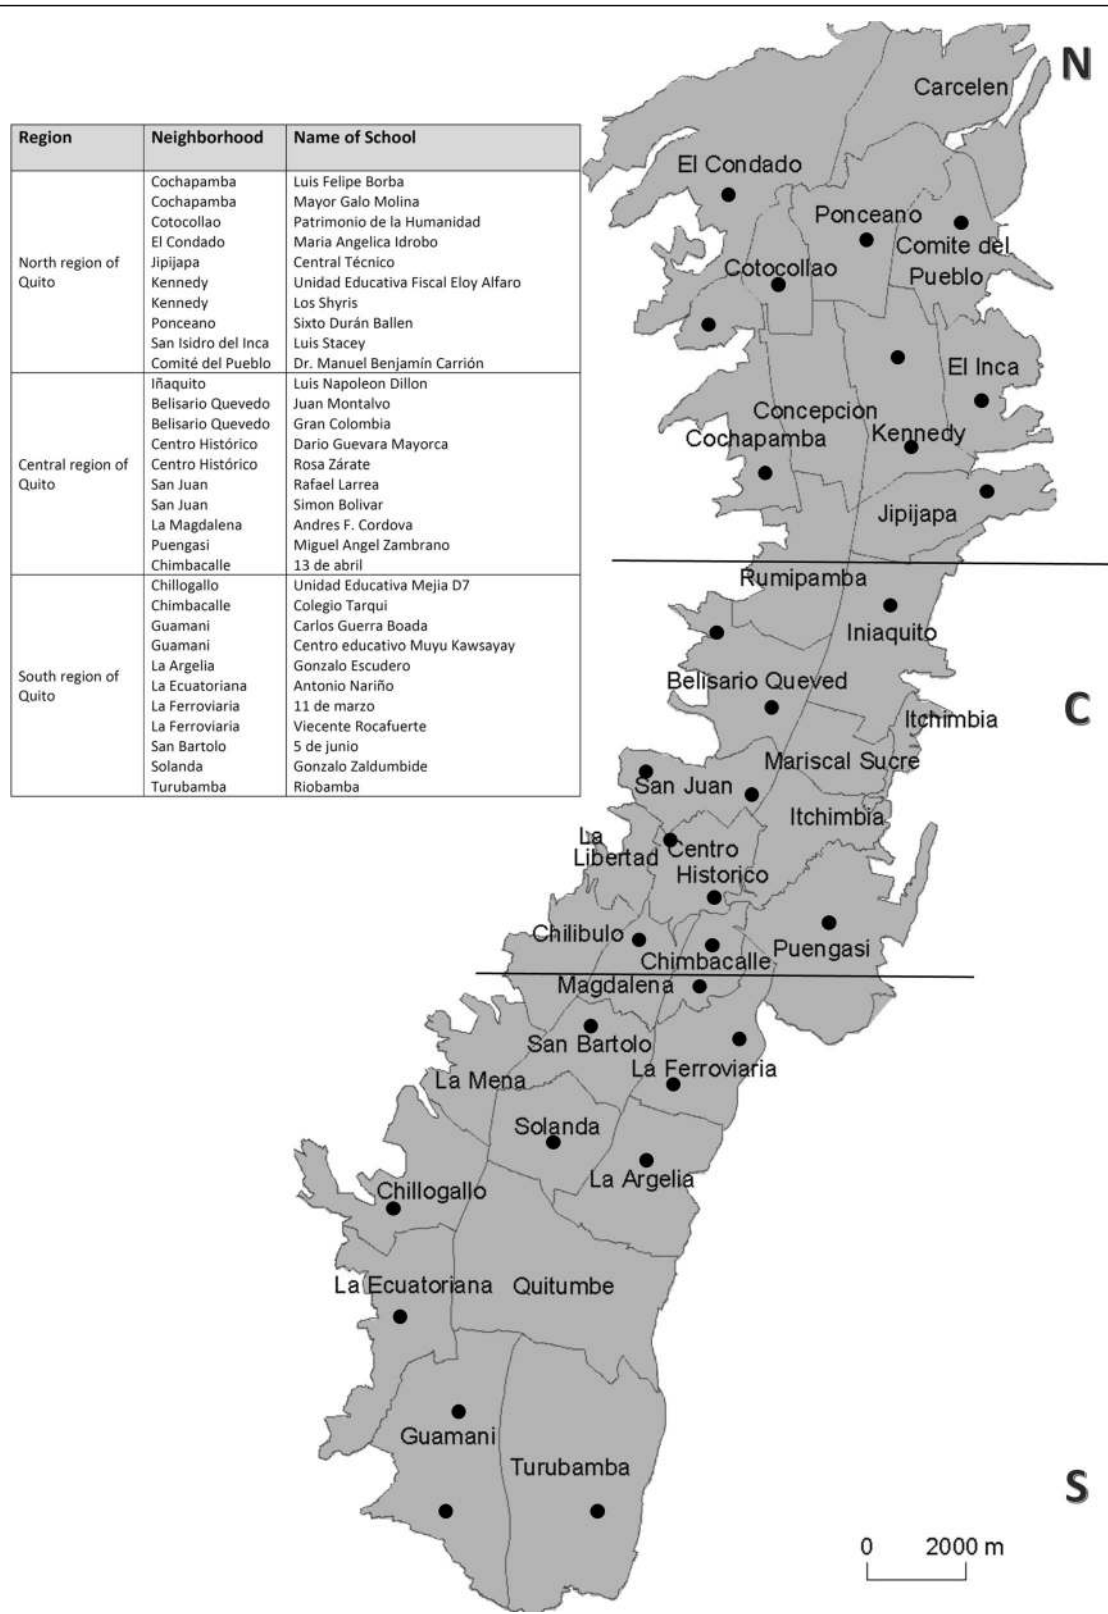 Region Neighborhood Name of School
North region of Quito
Cochapamba Luis Felipe Borba
Cochapamba Mayor Galo Molina
Cotocollao Patrimonio de la Humanidad
El Condado Maria Angelica Idrobo
Jipijapa Central Técnico
Kennedy Unidad Educativa Fiscal Eloy Alfaro
Kennedy Los Shyris
Ponceano Sixto Durán Ballen
San Isidro del Inca Luis Stacey
Comité del Pueblo Dr. Manuel Benjamín Carrión
Central region of Quito
Iñaquito Luis Napoleon Dillon
Belisario Quevedo Juan Montalvo
Belisario Quevedo Gran Colombia
Centro Histórico Dario Guevara Mayorca
Centro Histórico Rosa Zárate
San Juan Rafael Larrea
San Juan Simon Bolivar
La Magdalena Andres F. Cordova
Puengasi Miguel Angel Zambrano
Chimbacalle 13 de abril
South region of Quito
Chillogallo Unidad Educativa Mejia D7
Chimbacalle Colegio Tarqui
Guamani Carlos Guerra Boada
Guamani Centro educativo Muyu Kawsayay
La Argelia Gonzalo Escudero
La Ecuatoriana Antonio Nariño
La Ferroviaria 11 de marzo
La Ferroviaria Viecente Rocafuerte
San Bartolo 5 de junio
Solanda Gonzalo Zaldumbide
Turubamba Riobamba
N
Carcelen
El Condado
Ponceano
Comite del
Pueblo
Cotocollao
El Inca
Concepcion
Cochapamba
Kennedy
Jipijapa
Rumipamba
Iniaquito
Belisario Queved
C
Itchimbia
Mariscal Sucre
San Juan
Itchimbia
La
Libertad
Centro
Historico
Chilibulo
Puengasi
Chimbacalle
Magdalena
San Bartolo
La Ferroviaria
La Mena
Solanda
La Argelia
Chillogallo
La Ecuatoriana
Quitumbe
Guamani
Turubamba
S
0 2000 m